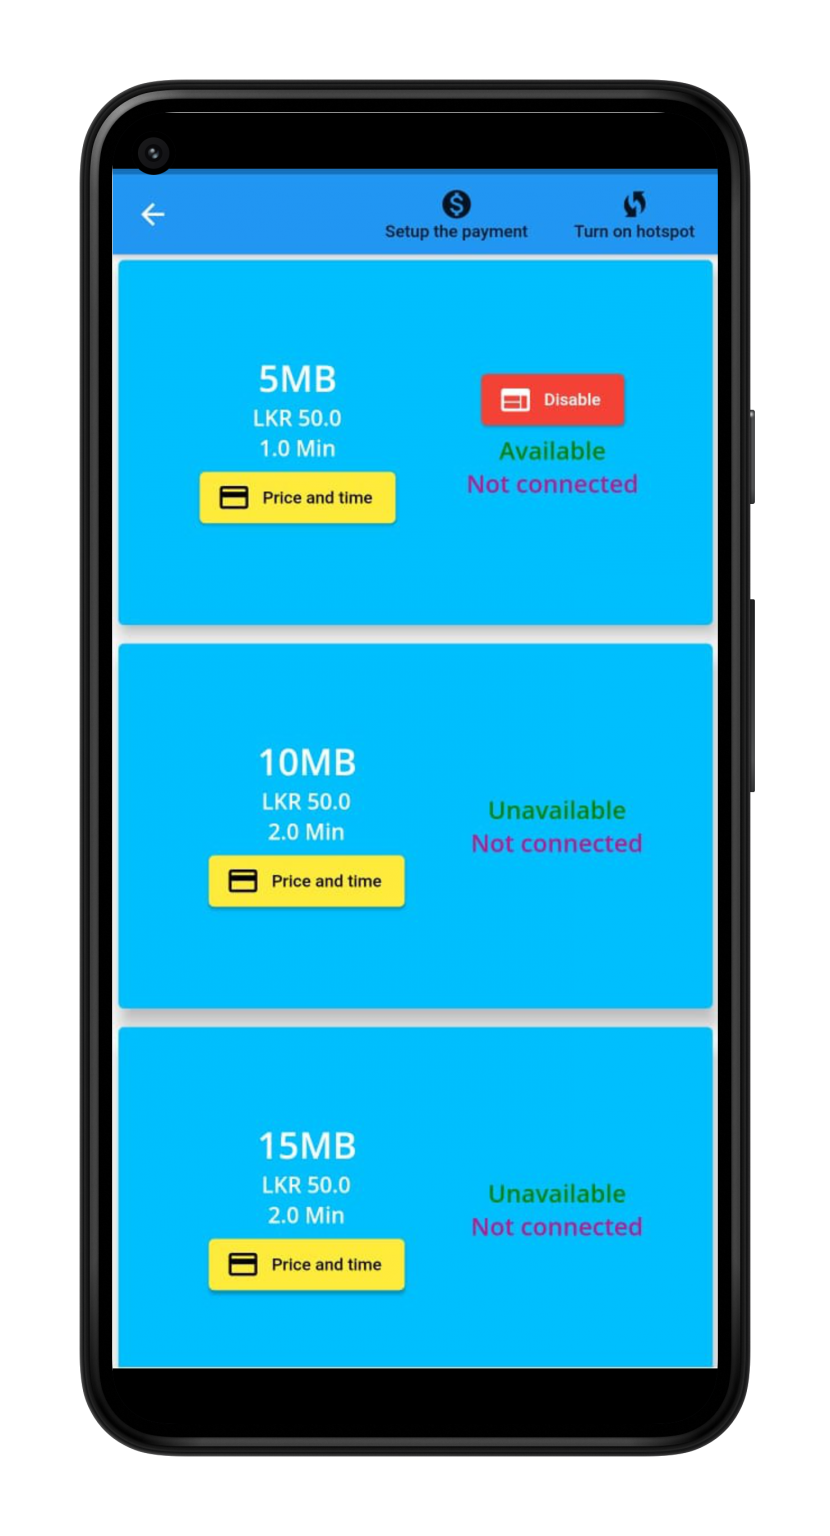 Setup the payment
Turn on hotspot
5MB
LKR 50.0
1.0 Min
Price and time
Disable
Available
Not connected
10MB
LKR 50.0
2.0 Min
Price and time
Unavailable
Not connected
15MB
LKR 50.0
2.0 Min
Price and time
Unavailable
Not connected